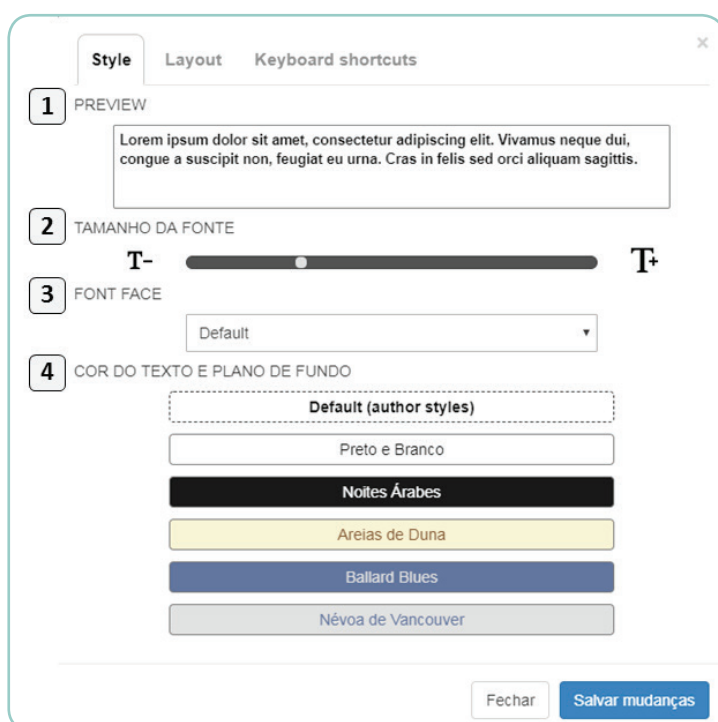 Style Layout Keyboard shortcuts ×
1 PREVIEW
Lorem ipsum dolor sit amet, consectetur adipiscing elit. Vivamus neque dui,
congue a suscipit non, feugiat eu urna. Cras in felis sed orci aliquam sagittis.
2 TAMANHO DA FONTE
T- T+
3 FONT FACE
Default
4 COR DO TEXTO E PLANO DE FUNDO
Default (author styles)
Preto e Branco
Noites Árabes
Areias de Duna
Ballard Blues
Névoa de Vancouver
Fechar Salvar mudanças